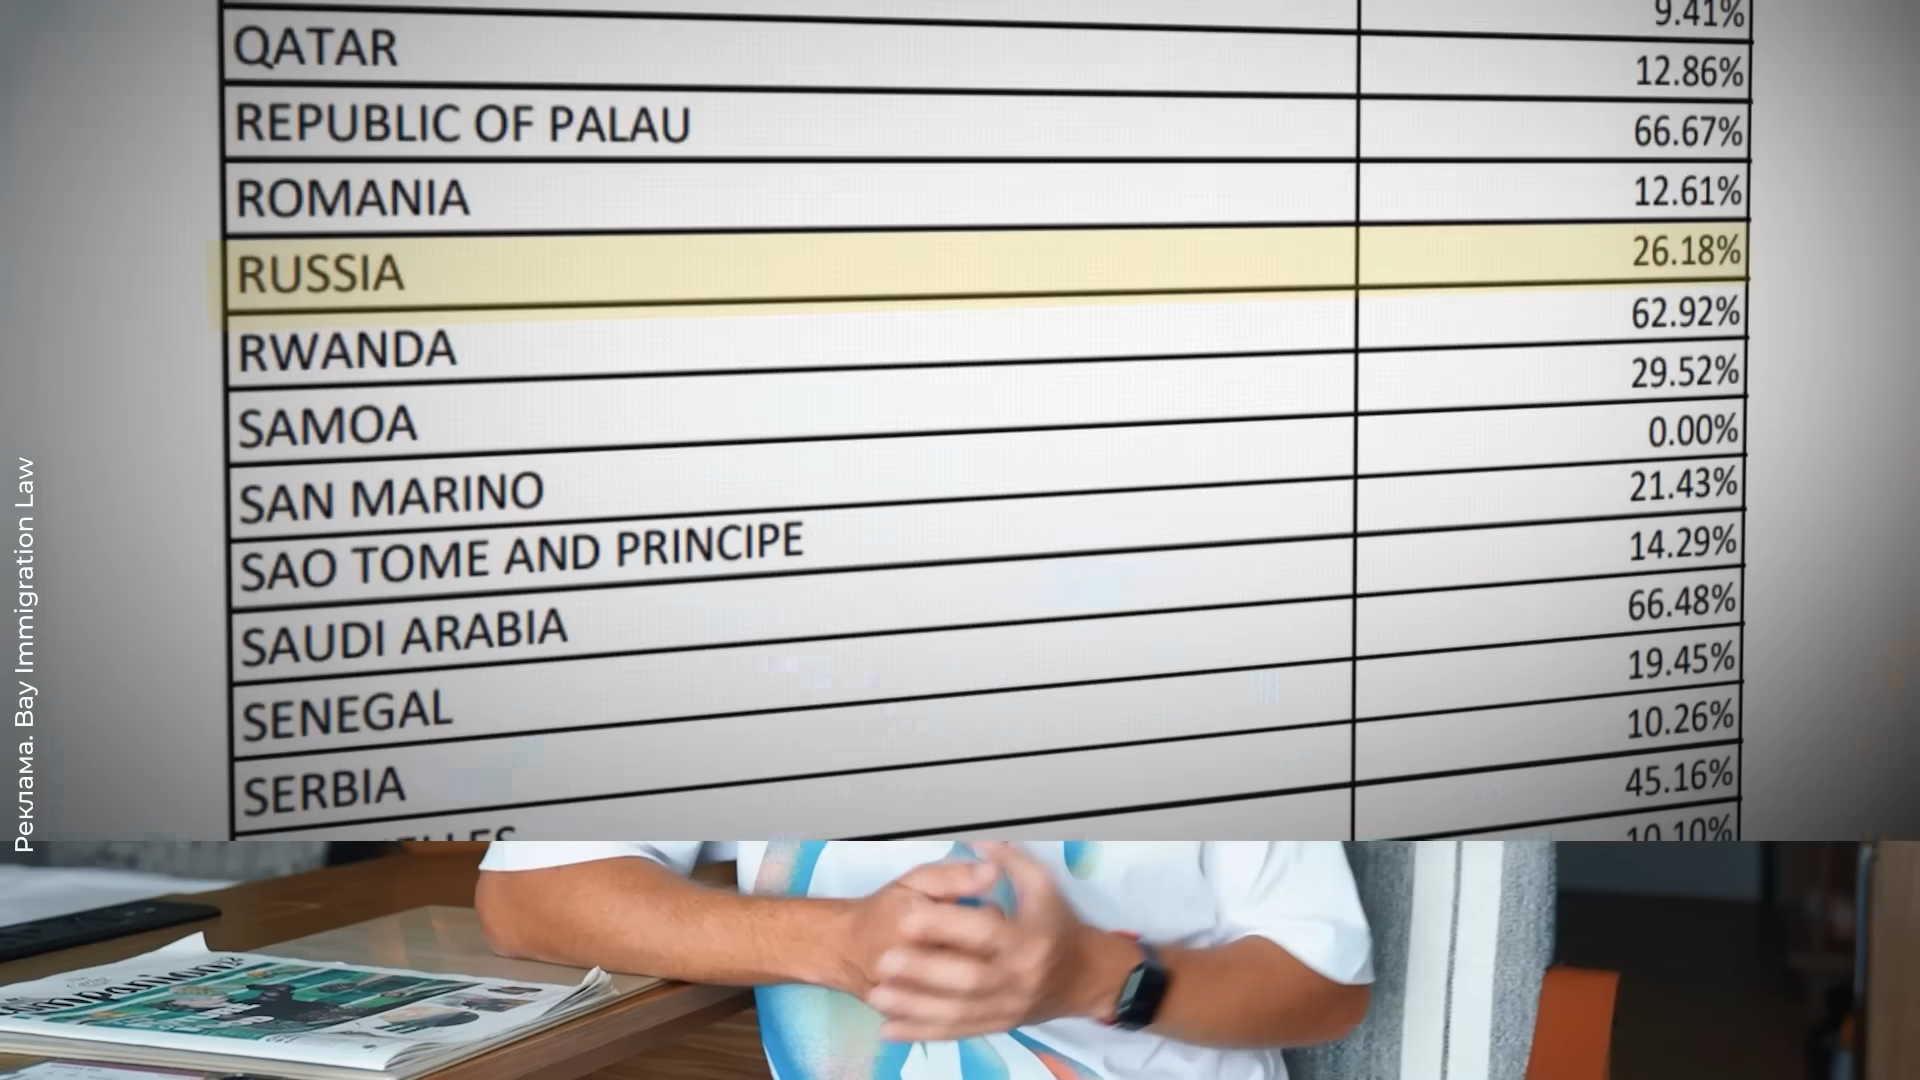 9.41%
QATAR 12.86%
REPUBLIC OF PALAU 66.67%
ROMANIA 12.61%
RUSSIA 26.18%
RWANDA 62.92%
SAMOA 29.52%
SAN MARINO 0.00%
SAO TOME AND PRINCIPE 21.43%
SAUDI ARABIA 14.29%
SENEGAL 66.48%
SERBIA 19.45%
10.26%
45.16%
10.10%
Реклама. Bay Immigration Law